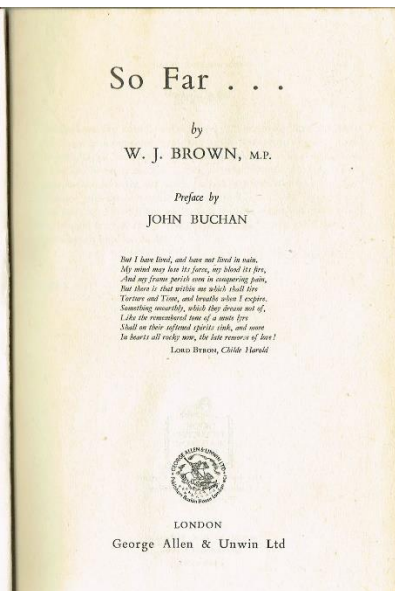 So Far . . .
by
W. J. BROWN, M.P.
Preface by
JOHN BUCHAN
But I have lived, and have not lived in vain.
My mind may lose its force, my blood its fire,
And my frame perish even in conquering pain,
But there is that within me which shall tire
Torture and Time, and breathe when I expire.
Something unearthly, which they dream not of,
Like the remembered tone of a mute lyre
Shall on their softened spirits sink, and move
In hearts all rocky now, the late remorse of love!
LORD BYRON, Childe Harold
GEORGE ALLEN & UNWIN LTD
LONDON
George Allen & Unwin Ltd